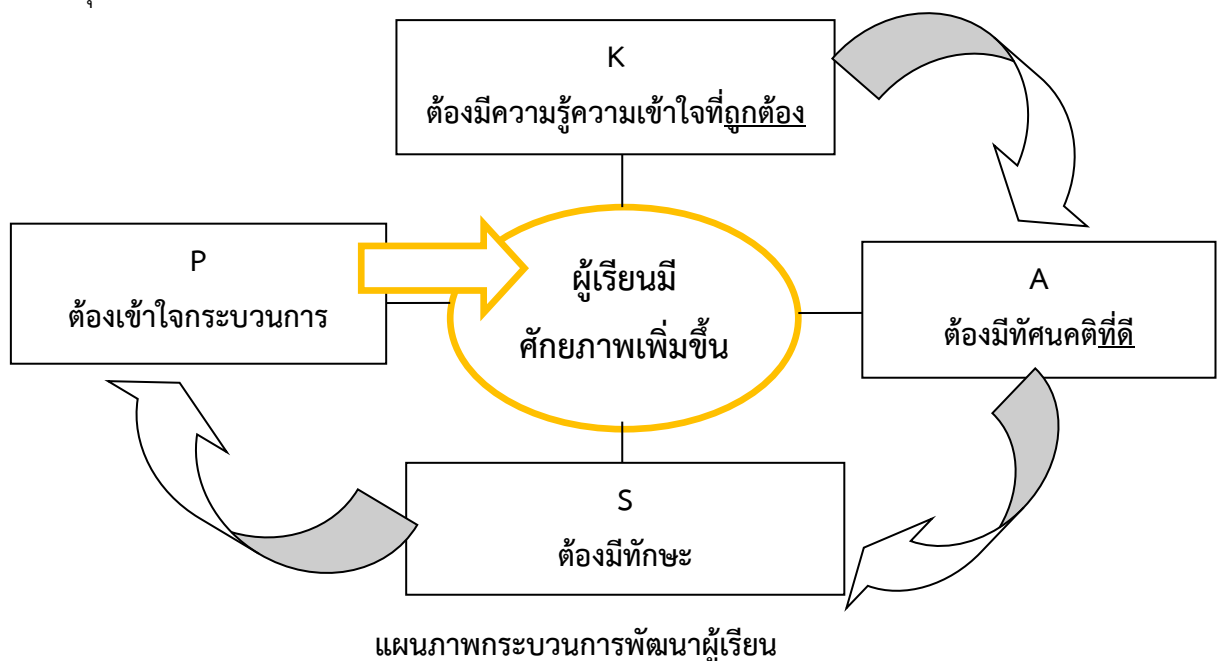 K
ต้องมีความรู้ความเข้าใจที่ถูกต้อง
P
ต้องเข้าใจกระบวนการ
ผู้เรียนมี
ศักยภาพเพิ่มขึ้น
A
ต้องมีทัศนคติที่ดี
S
ต้องมีทักษะ
แผนภาพกระบวนการพัฒนาผู้เรียน